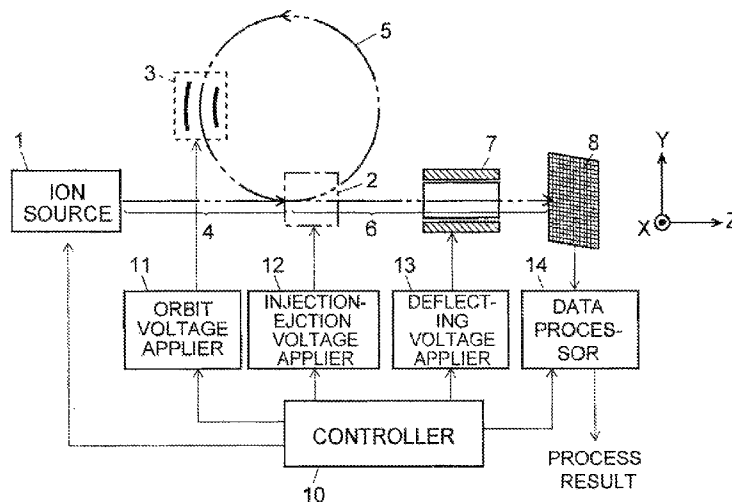 5
3
1
ION
SOURCE
2
7
8
Y
X
Z
4
6
11
ORBIT
VOLTAGE
APPLIER
12
INJECTION-
EJCTION
VOLTAGE
APPLIER
13
DEFLECT-
ING
VOLTAGE
APPLIER
14
DATA
PROCES-
SOR
CONTROLLER
10
PROCESS
RESULT